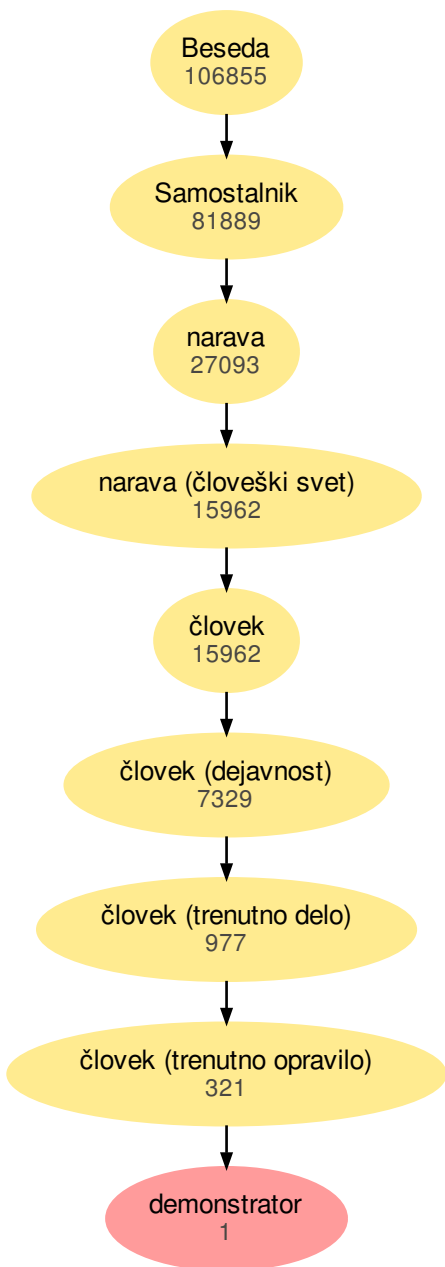 Beseda
106855
Samostalnik
81889
narava
27093
narava (človeški svet)
15962
človek
15962
človek (dejavnost)
7329
človek (trenutno delo)
977
človek (trenutno opravilo)
321
demonstrator
1